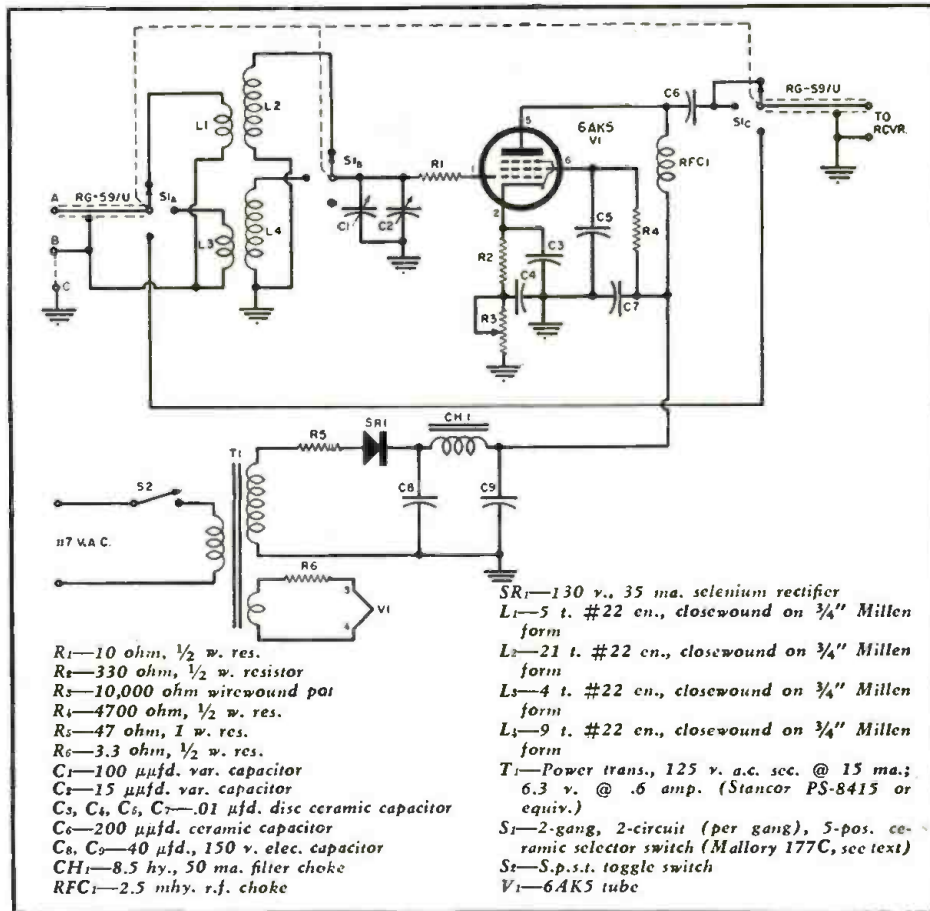 L1
L2
L3
L4
A
RG-59/U
S1A
B
C
S1B
C1
C2
R1
6AK5
V1
1
5
6
2
R2
R3
C3
C4
C5
R4
C7
RFC1
C6
S1C
RG-59/U
TO
RCVR.
S2
117 V.A.C.
T1
R5
SR1
CH1
C8
C9
R6
3
4
V1
R1—10 ohm, ½ w. res.
R2—330 ohm, ½ w. resistor
R3—10,000 ohm wirewound pot
R4—4700 ohm, ½ w. res.
R5—47 ohm, 1 w. res.
R6—3.3 ohm, ½ w. res.
C1—100 μμfd. var. capacitor
C2—15 μμfd. var. capacitor
C3, C4, C5, C7—.01 μfd. disc ceramic capacitor
C6—200 μμfd. ceramic capacitor
C8, C9—40 μfd., 150 v. elec. capacitor
CH1—8.5 hy., 50 ma. filter choke
RFC1—2.5 mhy. r.f. choke
SR1—130 v., 35 ma. selenium rectifier
L1—5 t. #22 en., closewound on ¾" Millen
form
L2—21 t. #22 en., closewound on ¾" Millen
form
L3—4 t. #22 en., closewound on ¾" Millen
form
L4—9 t. #22 en., closewound on ¾" Millen
form
T1—Power trans., 125 v. a.c. sec. @ 15 ma.;
6.3 v. @ .6 amp. (Stancor PS-8415 or
equiv.)
S1—2-gang, 2-circuit (per gang), 5-pos. ce-
ramic selector switch (Mallory 177C, see text)
S2—S.p.s.t. toggle switch
V1—6AK5 tube